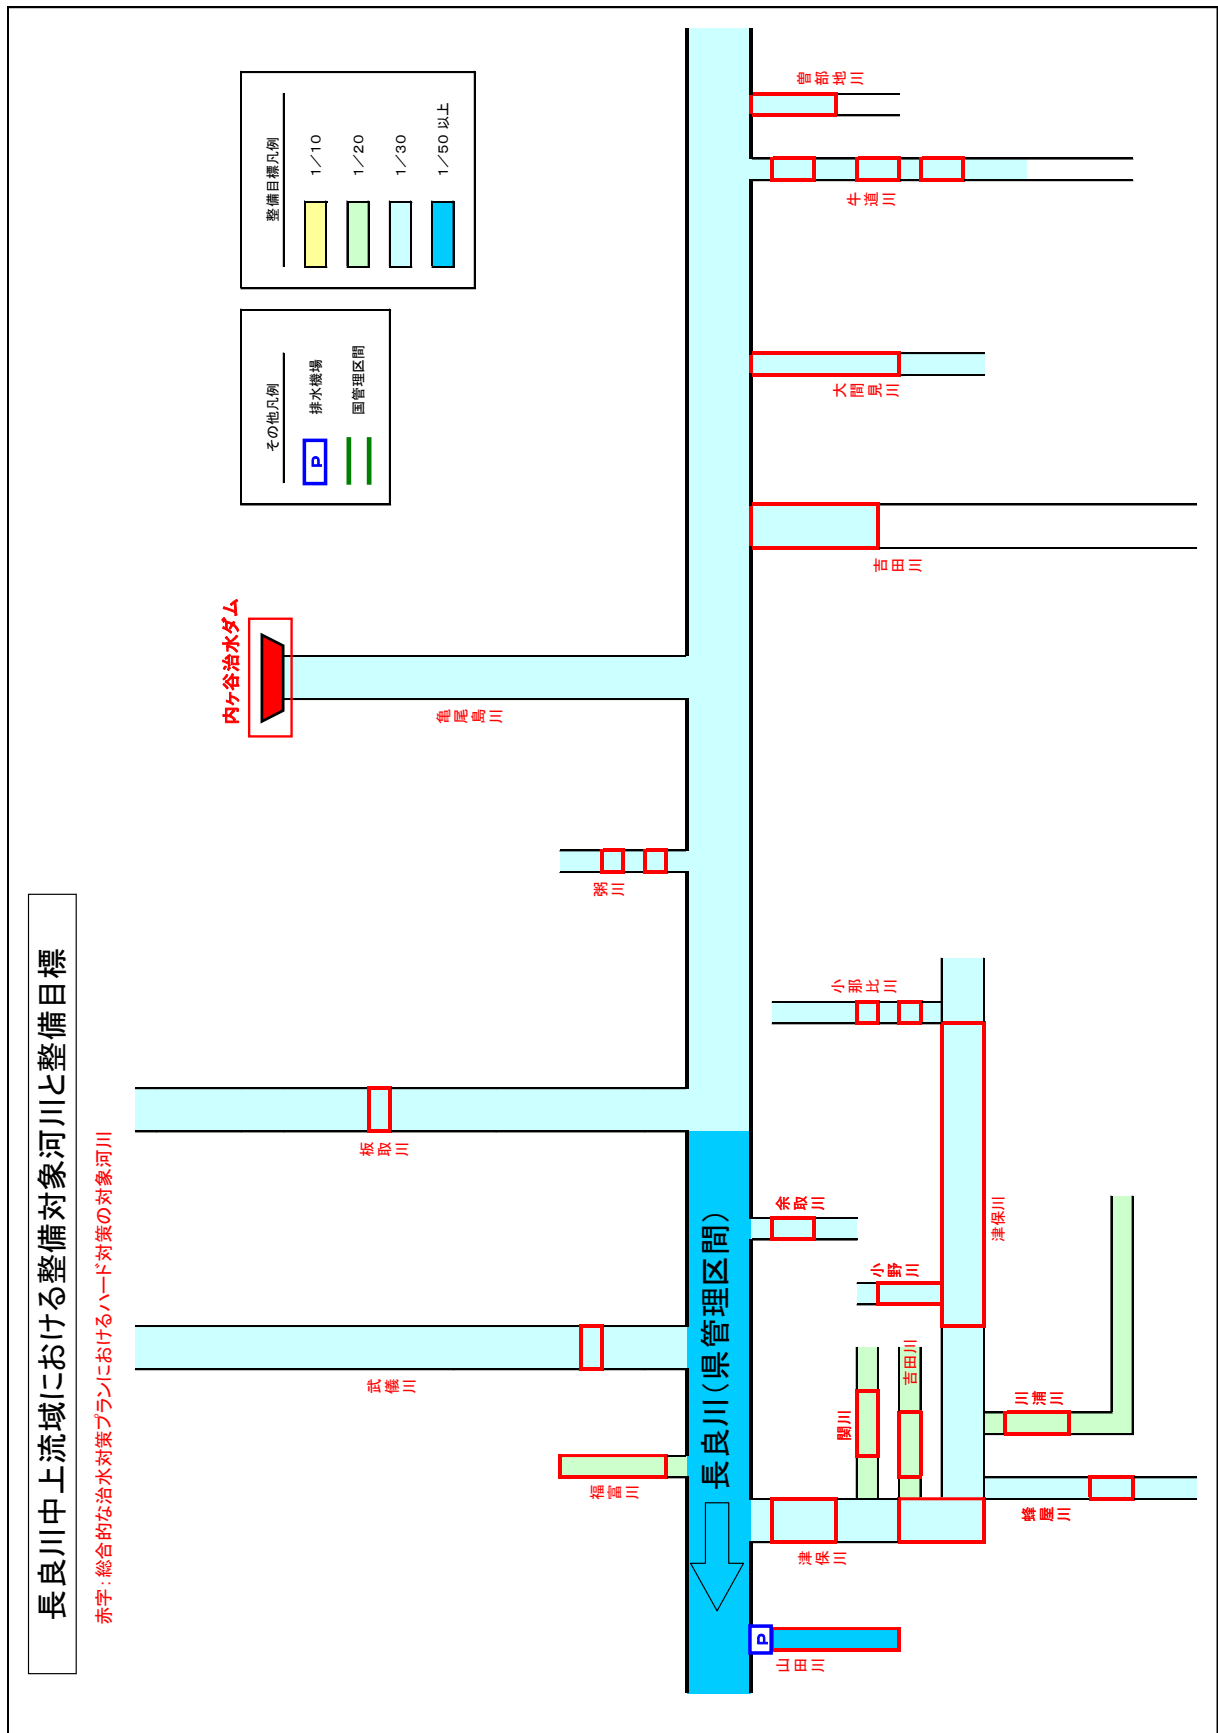 長良川中上流域における整備対象河川と整備目標
赤字：総合的な治水対策プランにおけるハード対策の対象河川
内ヶ谷治水ダム
その他凡例
P
排水機場
国管理区間
整備目標凡例
1／10
1／20
1／30
1／50 以上
武儀川
板取川
福富川
粥川
亀尾島川
長良川（県管理区間）
P
山田川
津保川
関川
吉田川
小野川
余取川
蜂屋川
川浦川
津保川
小那比川
吉田川
大間見川
牛道川
曽部地川